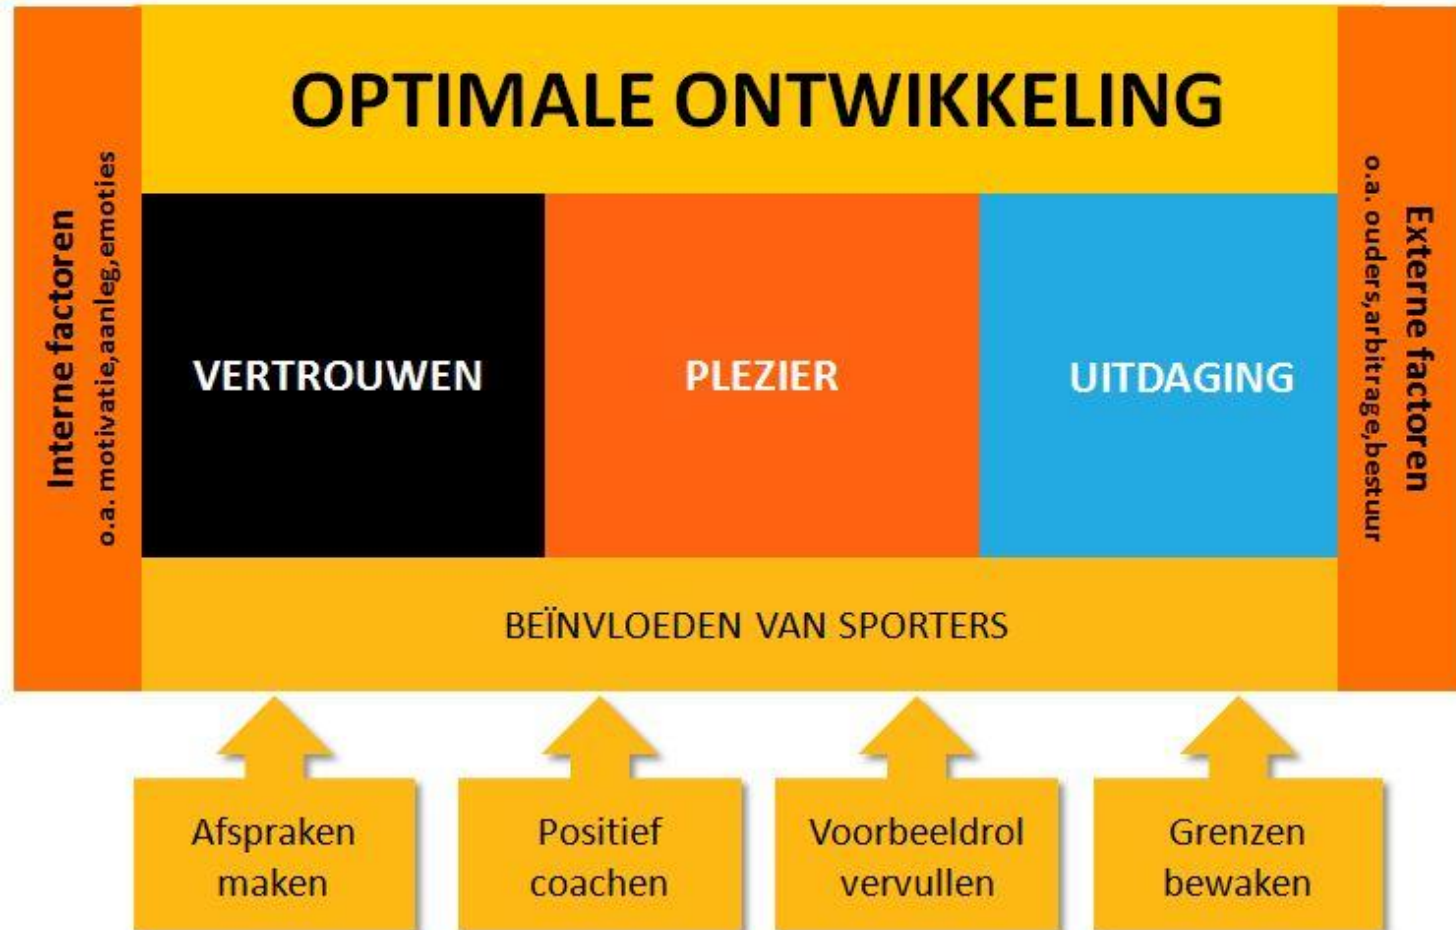 OPTIMALE ONTWIKKELING
Interne factoren
o.a. motivatie,aanleg,emoties
VERTROUWEN
PLEZIER
UITDAGING
Externe factoren
o.a. ouders,arbitrage,bestuur
BEÏNVLOEDEN VAN SPORTERS
Afspraken
maken
Positief
coachen
Voorbeeldrol
vervullen
Grenzen
bewaken